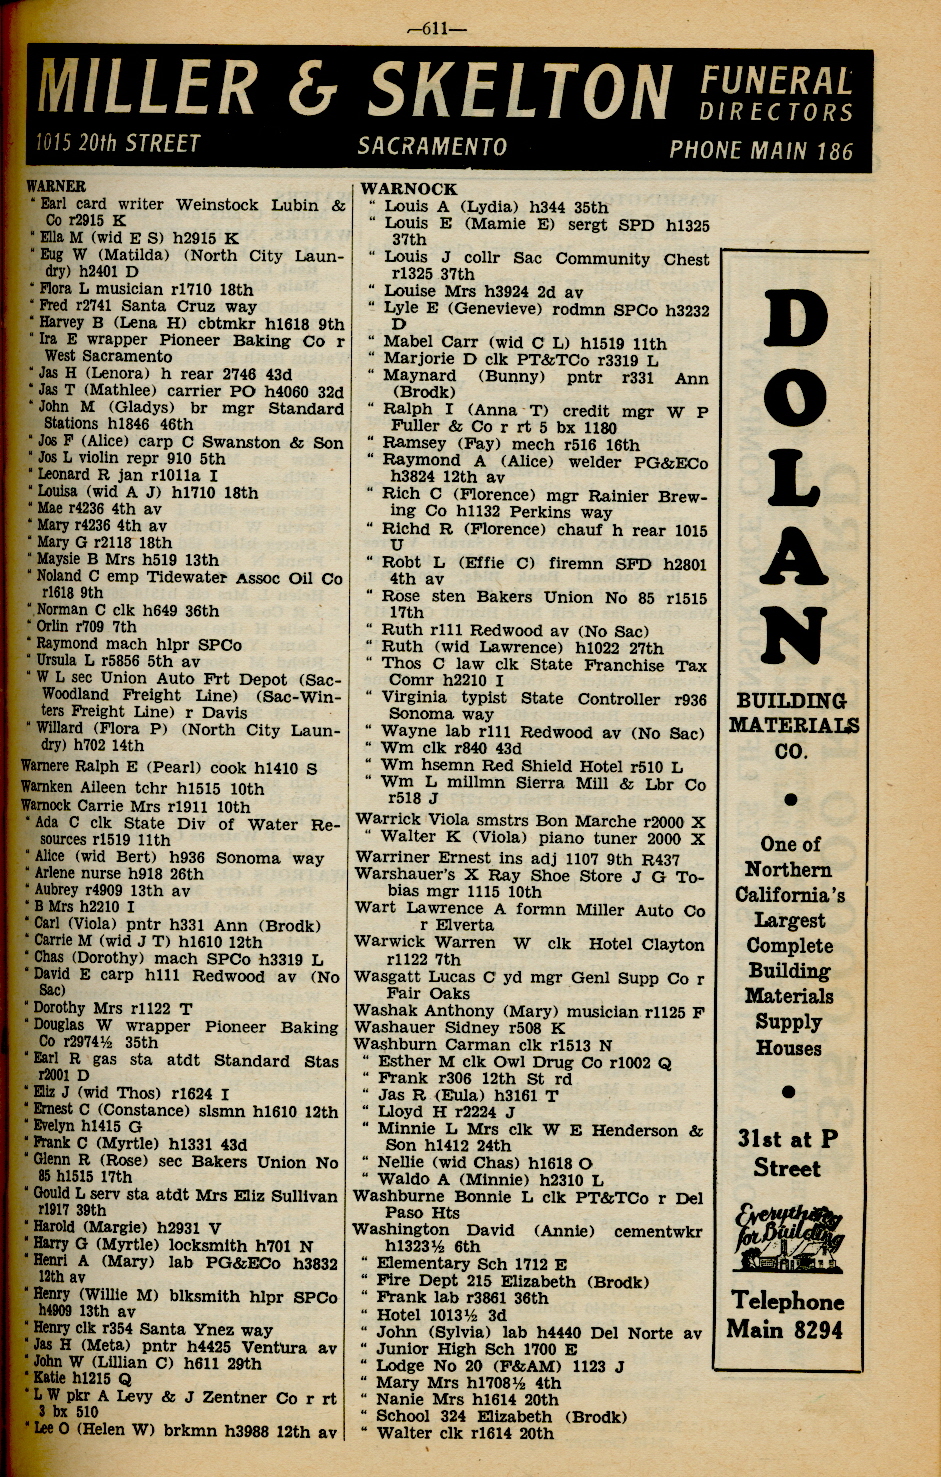 —611—
MILLER & SKELTON FUNERAL DIRECTORS
1015 20th STREET SACRAMENTO PHONE MAIN 186
WARNER
" Earl card writer Weinstock Lubin &
Co r2915 K
" Ella M (wid E S) h2915 K
" Eug W (Matilda) (North City Laun-
dry) h2401 D
" Flora L musician r1710 18th
" Fred r2741 Santa Cruz way
" Harvey B (Lena H) cbtmkr h1618 9th
" Ira E wrapper Pioneer Baking Co r
West Sacramento
" Jas H (Lenora) h rear 2746 43d
" Jas T (Mathlee) carrier PO h4060 32d
" John M (Gladys) br mgr Standard
Stations h1846 46th
" Jos F (Alice) carp C Swanston & Son
" Jos L violin repr 910 5th
" Leonard R jan r1011a I
" Louisa (wid A J) h1710 18th
" Mae r4236 4th av
" Mary r4236 4th av
" Mary G r2118 18th
" Maysie B Mrs h519 13th
" Noland C emp Tidewater Assoc Oil Co
r1618 9th
" Norman C clk h649 36th
" Orlin r709 7th
" Raymond mach hlpr SPCo
" Ursula L r5856 5th av
" W L sec Union Auto Frt Depot (Sac-
Woodland Freight Line) (Sac-Win-
ters Freight Line) r Davis
" Willard (Flora P) (North City Laun-
dry) h702 14th
Warnere Ralph E (Pearl) cook h1410 S
Warnken Aileen tchr h1515 10th
Warnock Carrie Mrs r1911 10th
" Ada C clk State Div of Water Re-
sources r1519 11th
" Alice (wid Bert) h936 Sonoma way
" Arlene nurse h918 26th
" Aubrey r4909 13th av
" B Mrs h2210 I
" Carl (Viola) pntr h331 Ann (Brodk)
" Carrie M (wid J T) h1610 12th
" Chas (Dorothy) mach SPCo h3319 L
" David E carp h111 Redwood av (No
Sac)
" Dorothy Mrs r1122 T
" Douglas W wrapper Pioneer Baking
Co r2974½ 35th
" Earl R gas sta atdt Standard Stas
r2001 D
" Eliz J (wid Thos) r1624 I
" Ernest C (Constance) slsmn h1610 12th
" Evelyn h1415 G
" Frank C (Myrtle) h1331 43d
" Glenn R (Rose) sec Bakers Union No
85 h1515 17th
" Gould L serv sta atdt Mrs Eliz Sullivan
r1917 39th
" Harold (Margie) h2931 V
" Harry G (Myrtle) locksmith h701 N
" Henri A (Mary) lab PG&ECo h3832
12th av
" Henry (Willie M) blksmith hlpr SPCo
h4909 13th av
" Henry clk r354 Santa Ynez way
" Jas H (Meta) pntr h4425 Ventura av
" John W (Lillian C) h611 29th
" Katie h1215 Q
" L W pkr A Levy & J Zentner Co r rt
3 bx 510
" Lee O (Helen W) brkmn h3988 12th av
WARNOCK
" Louis A (Lydia) h344 35th
" Louis E (Mamie E) sergt SPD h1325
37th
" Louis J collr Sac Community Chest
r1325 37th
" Louise Mrs h3924 2d av
" Lyle E (Genevieve) rodmn SPCo h3232
D
" Mabel Carr (wid C L) h1519 11th
" Marjorie D clk PT&TCo r3319 L
" Maynard (Bunny) pntr r331 Ann
(Brodk)
" Ralph I (Anna T) credit mgr W P
Fuller & Co r rt 5 bx 1180
" Ramsey (Fay) mech r516 16th
" Raymond A (Alice) welder PG&ECo
h3824 12th av
" Rich C (Florence) mgr Rainier Brew-
ing Co h1132 Perkins way
" Richd R (Florence) chauf h rear 1015
U
" Robt L (Effie C) firemn SFD h2801
4th av
" Rose sten Bakers Union No 85 r1515
17th
" Ruth r111 Redwood av (No Sac)
" Ruth (wid Lawrence) h1022 27th
" Thos C law clk State Franchise Tax
Comr h2210 I
" Virginia typist State Controller r936
Sonoma way
" Wayne lab r111 Redwood av (No Sac)
" Wm clk r840 43d
" Wm hsemn Red Shield Hotel r510 L
" Wm L millmn Sierra Mill & Lbr Co
r518 J
Warrick Viola smstrs Bon Marche r2000 X
" Walter K (Viola) piano tuner 2000 X
Warriner Ernest ins adj 1107 9th R437
Warshauer's X Ray Shoe Store J G To-
bias mgr 1115 10th
Wart Lawrence A formn Miller Auto Co
r Elverta
Warwick Warren W clk Hotel Clayton
r1122 7th
Wasgatt Lucas C yd mgr Genl Supp Co r
Fair Oaks
Washak Anthony (Mary) musician r1125 F
Washauer Sidney r508 K
Washburn Carman clk r1513 N
" Esther M clk Owl Drug Co r1002 Q
" Frank r306 12th St rd
" Jas R (Eula) h3161 T
" Lloyd H r2224 J
" Minnie L Mrs clk W E Henderson &
Son h1412 24th
" Nellie (wid Chas) h1618 O
" Waldo A (Minnie) h2310 L
Washburne Bonnie L clk PT&TCo r Del
Paso Hts
Washington David (Annie) cementwkr
h1323½ 6th
" Elementary Sch 1712 E
" Fire Dept 215 Elizabeth (Brodk)
" Frank lab r3861 36th
" Hotel 1013½ 3d
" John (Sylvia) lab h4440 Del Norte av
" Junior High Sch 1700 E
" Lodge No 20 (F&AM) 1123 J
" Mary Mrs h1708½ 4th
" Nanie Mrs h1614 20th
" School 324 Elizabeth (Brodk)
" Walter clk r1614 20th
DOLAN
BUILDING
MATERIALS
CO.
•
One of
Northern
California's
Largest
Complete
Building
Materials
Supply
Houses
•
31st at P
Street
Everything
for Building
Telephone
Main 8294